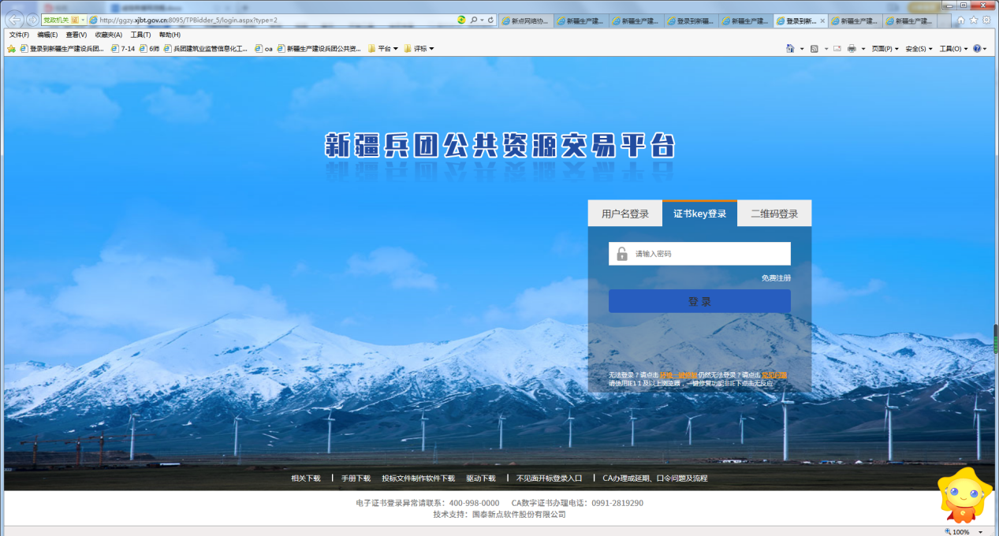 党政机关 证 http://ggzy.xjbt.gov.cn:8095/TPBidder_5/login.aspx?type=2
新点网络协... 新疆生产建... 新疆生产建... 登录到新疆... 新疆生产建... 登录到新... 新疆生产建... 新疆生产建...
文件(F) 编辑(E) 查看(V) 收藏夹(A) 工具(T) 帮助(H)
登录到新疆生产建设兵团... 7-14 6师 兵团建筑业监管信息化工... oa 新疆生产建设兵团公共资... 平台 评标 页面(P) 安全(S) 工具(O)
新疆兵团公共资源交易平台
用户名登录 证书key登录 二维码登录
请输入密码
免费注册
登 录
无法登录？请点击 仍然无法登录？请点击
请使用IE11及以上浏览器，一键修复功能非IE下点击无反应
相关下载 手册下载 投标文件制作软件下载 驱动下载 不见面开标登录入口 CA办理或延期、口令问题及流程
电子证书登录异常请联系：400-998-0000 CA数字证书办理电话：0991-2819290
技术支持：国泰新点软件股份有限公司
100%